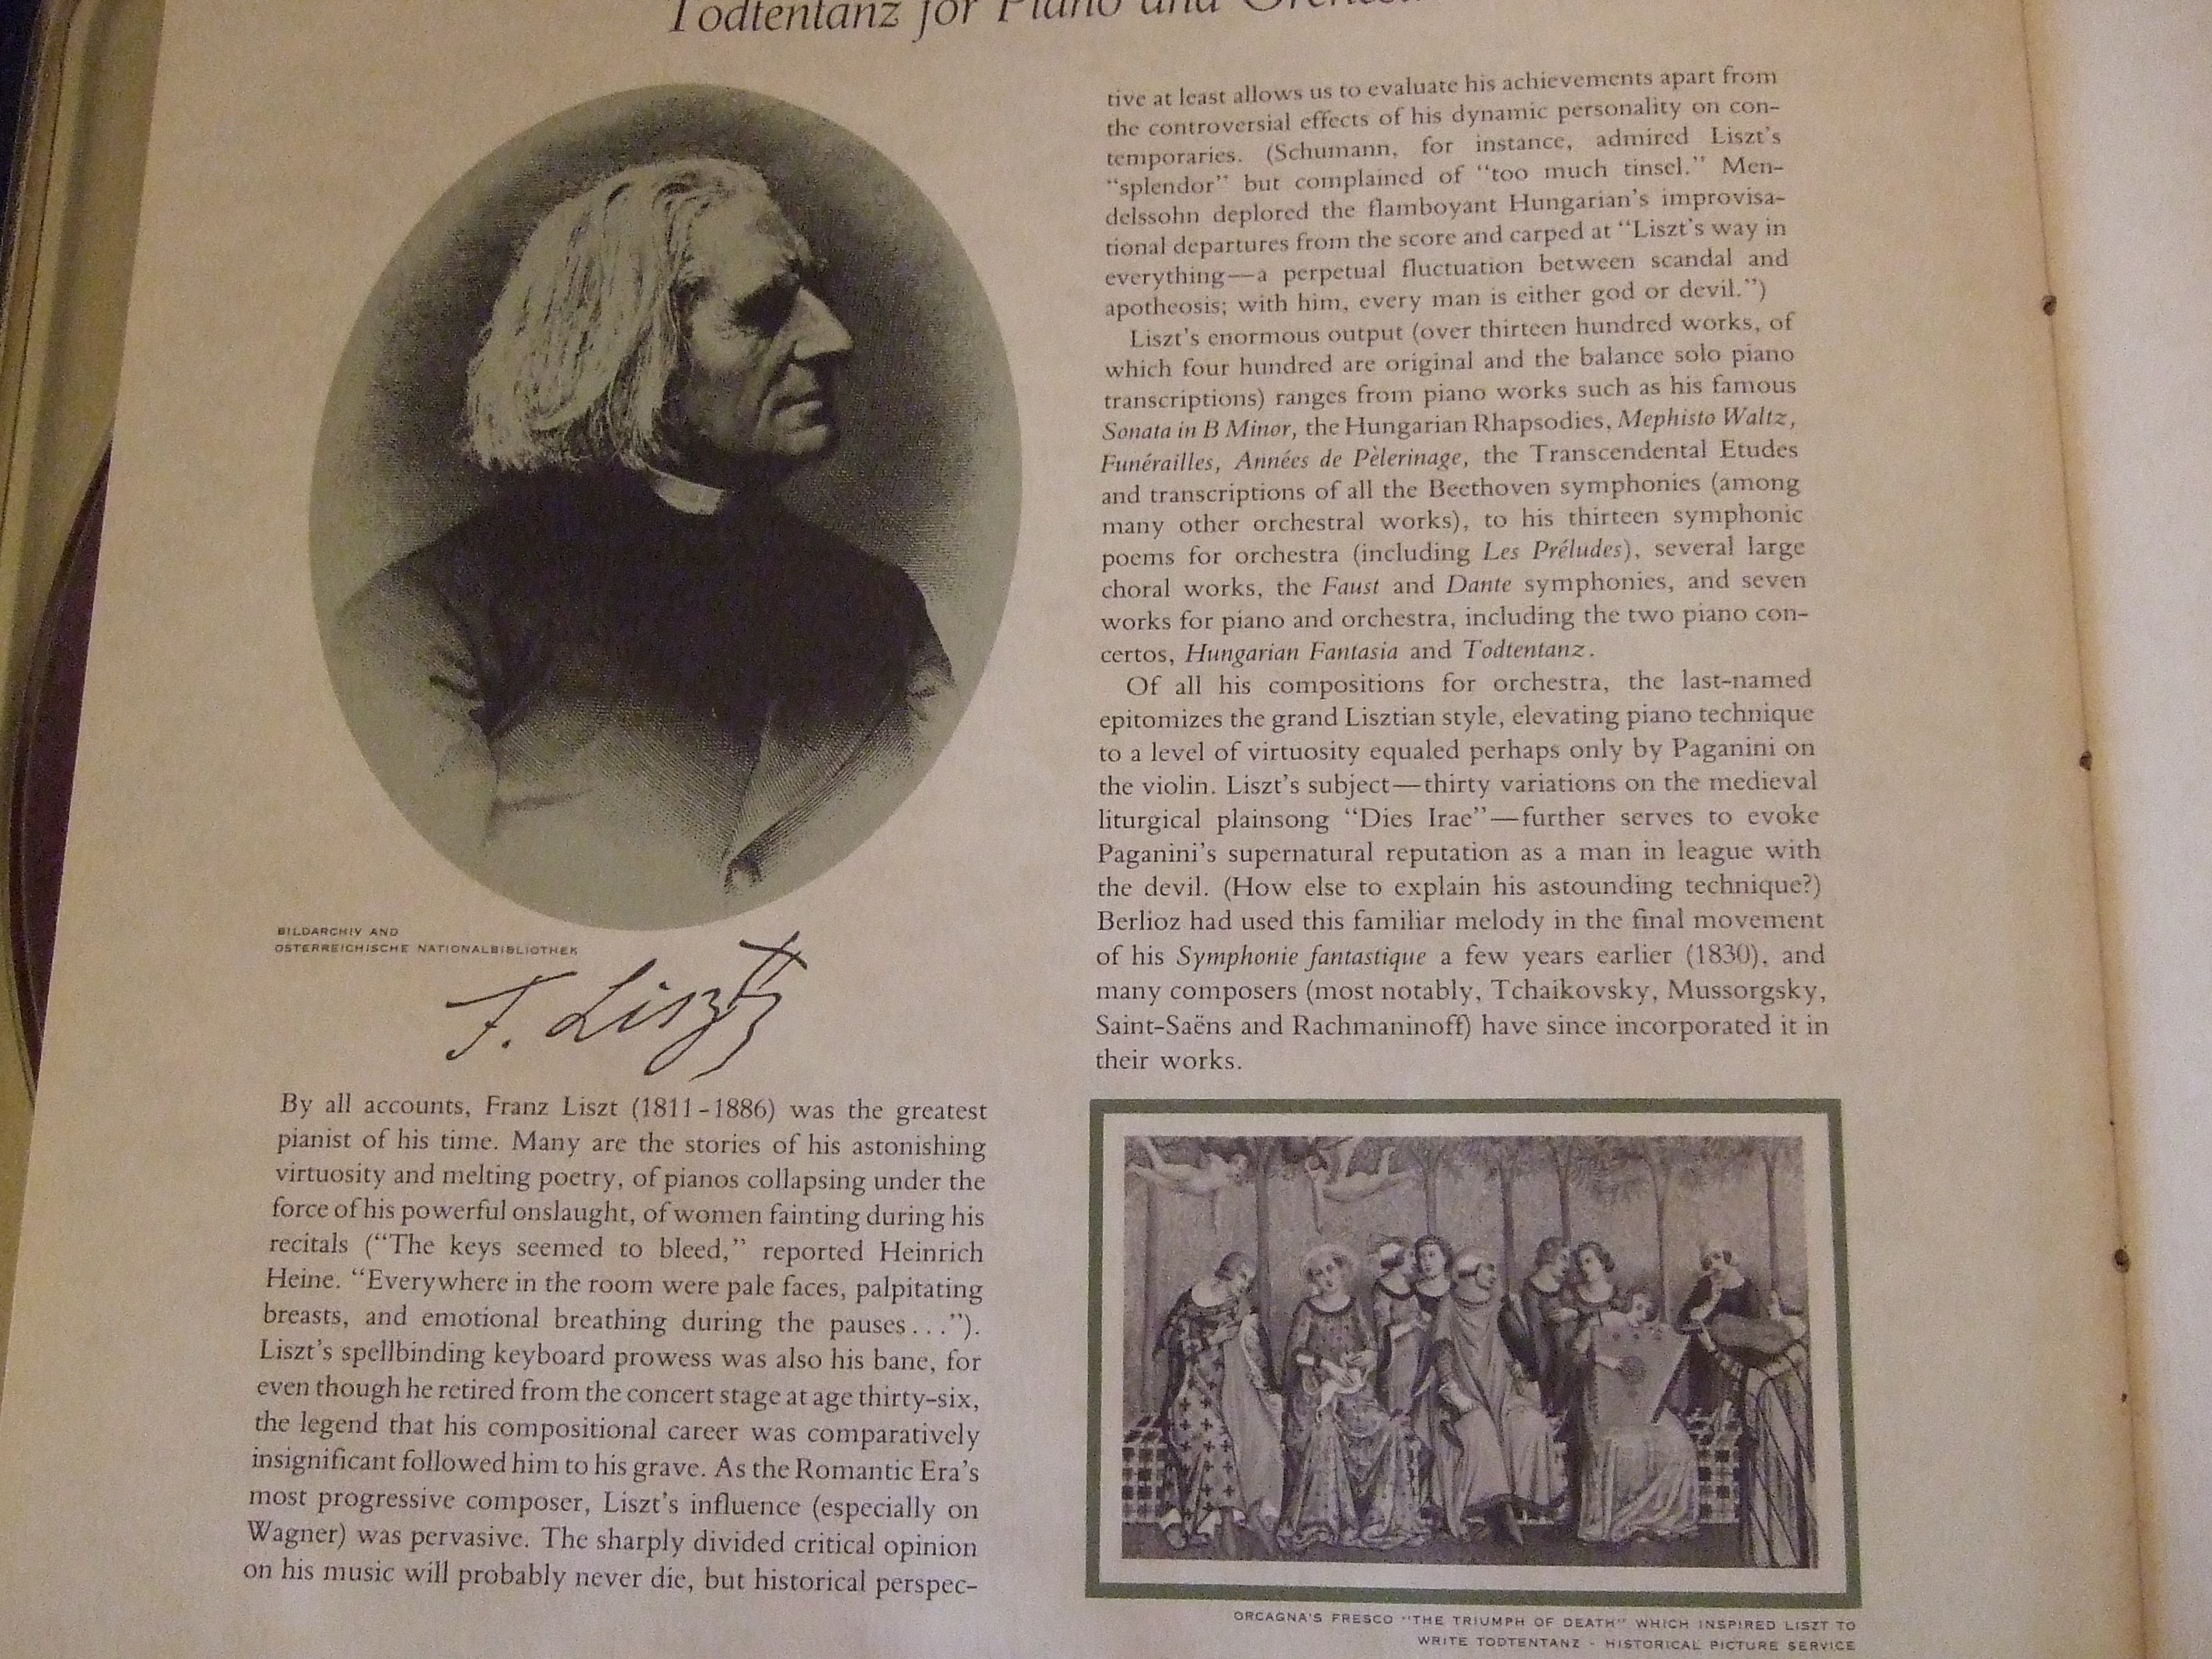 Todtentanz for Piano and
BILDARCHIV AND
OSTERREICHISCHE NATIONALBIBLIOTHEK
F. Liszt
By all accounts, Franz Liszt (1811-1886) was the greatest
pianist of his time. Many are the stories of his astonishing
virtuosity and melting poetry, of pianos collapsing under the
force of his powerful onslaught, of women fainting during his
recitals (“The keys seemed to bleed,” reported Heinrich
Heine. “Everywhere in the room were pale faces, palpitating
breasts, and emotional breathing during the pauses...”).
Liszt’s spellbinding keyboard prowess was also his bane, for
even though he retired from the concert stage at age thirty-six,
the legend that his compositional career was comparatively
insignificant followed him to his grave. As the Romantic Era’s
most progressive composer, Liszt’s influence (especially on
Wagner) was pervasive. The sharply divided critical opinion
on his music will probably never die, but historical perspec-
tive at least allows us to evaluate his achievements apart from
the controversial effects of his dynamic personality on con-
temporaries. (Schumann, for instance, admired Liszt’s
“splendor” but complained of “too much tinsel.” Men-
delssohn deplored the flamboyant Hungarian’s improvisa-
tional departures from the score and carped at “Liszt’s way in
everything—a perpetual fluctuation between scandal and
apotheosis; with him, every man is either god or devil.”)
Liszt’s enormous output (over thirteen hundred works, of
which four hundred are original and the balance solo piano
transcriptions) ranges from piano works such as his famous
Sonata in B Minor, the Hungarian Rhapsodies, Mephisto Waltz,
Funérailles, Années de Pèlerinage, the Transcendental Etudes
and transcriptions of all the Beethoven symphonies (among
many other orchestral works), to his thirteen symphonic
poems for orchestra (including Les Préludes), several large
choral works, the Faust and Dante symphonies, and seven
works for piano and orchestra, including the two piano con-
certos, Hungarian Fantasia and Todtentanz.
Of all his compositions for orchestra, the last-named
epitomizes the grand Lisztian style, elevating piano technique
to a level of virtuosity equaled perhaps only by Paganini on
the violin. Liszt’s subject—thirty variations on the medieval
liturgical plainsong “Dies Irae”—further serves to evoke
Paganini’s supernatural reputation as a man in league with
the devil. (How else to explain his astounding technique?)
Berlioz had used this familiar melody in the final movement
of his Symphonie fantastique a few years earlier (1830), and
many composers (most notably, Tchaikovsky, Mussorgsky,
Saint-Saëns and Rachmaninoff) have since incorporated it in
their works.
ORCAGNA'S FRESCO "THE TRIUMPH OF DEATH" WHICH INSPIRED LISZT TO
WRITE TODTENTANZ - HISTORICAL PICTURE SERVICE